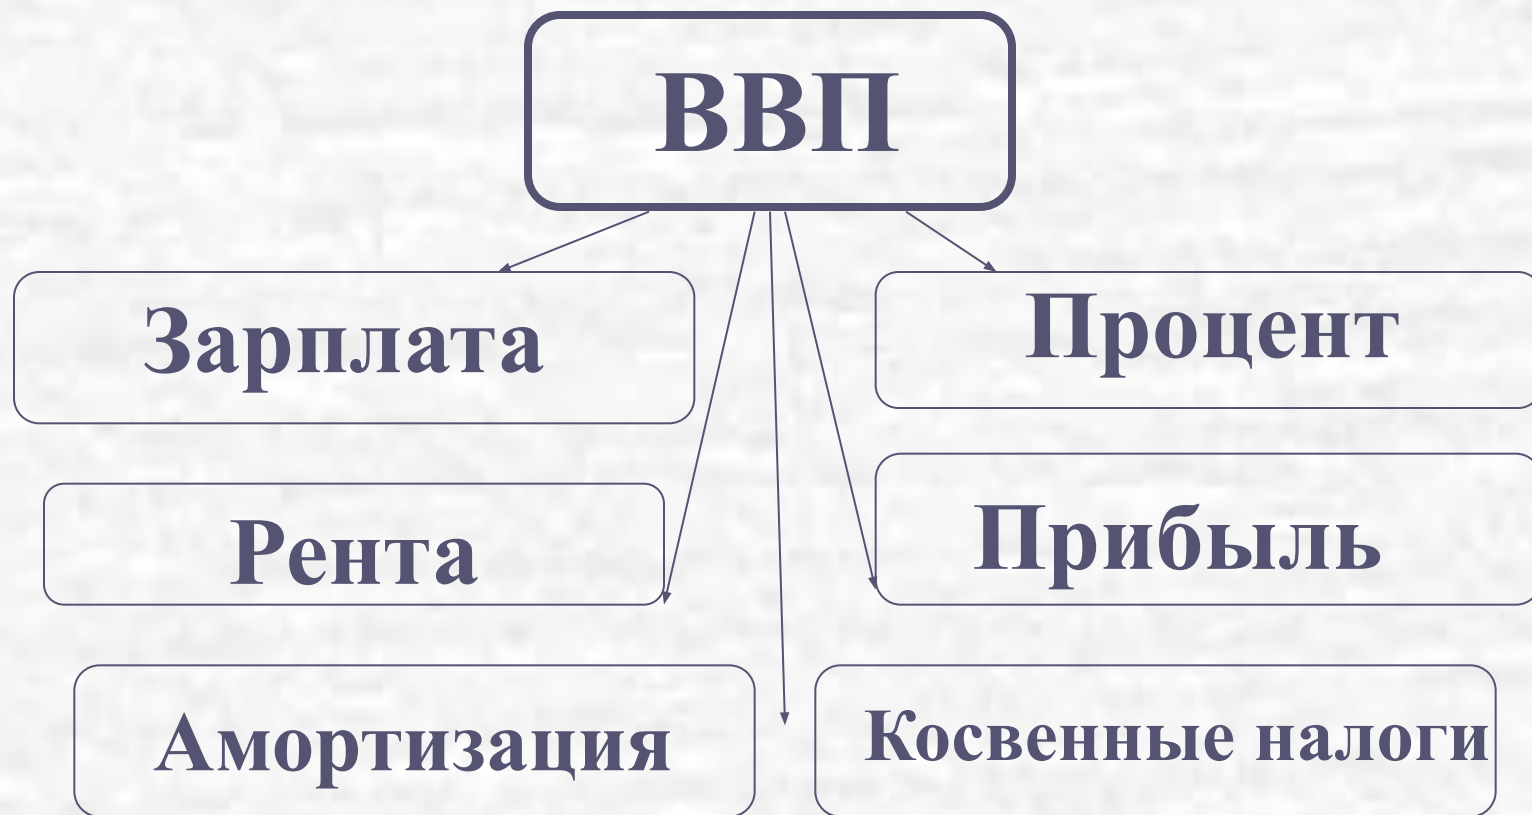 ВВП
Зарплата
Процент
Рента
Прибыль
Амортизация
Косвенные налоги